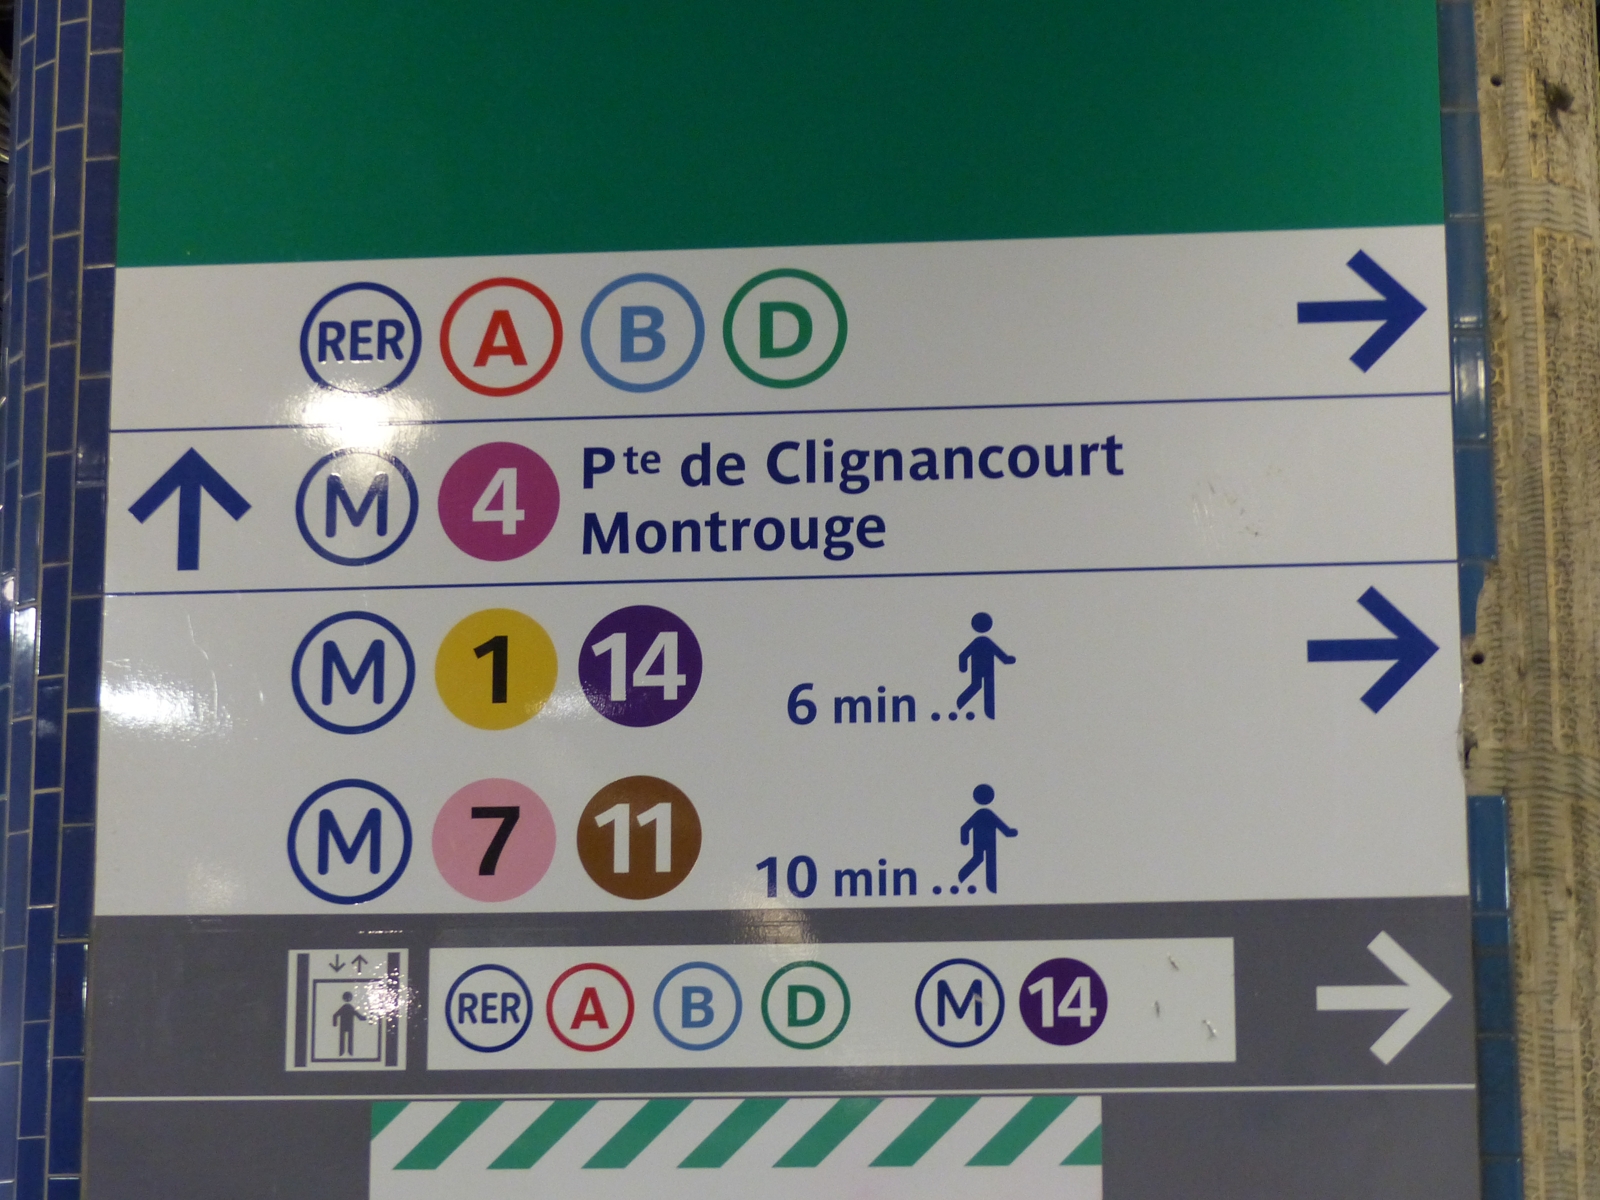 RER A B D
M 4 Pte de Clignancourt
Montrouge
M 1 14 6 min...
M 7 11 10 min...
RER A B D M 14